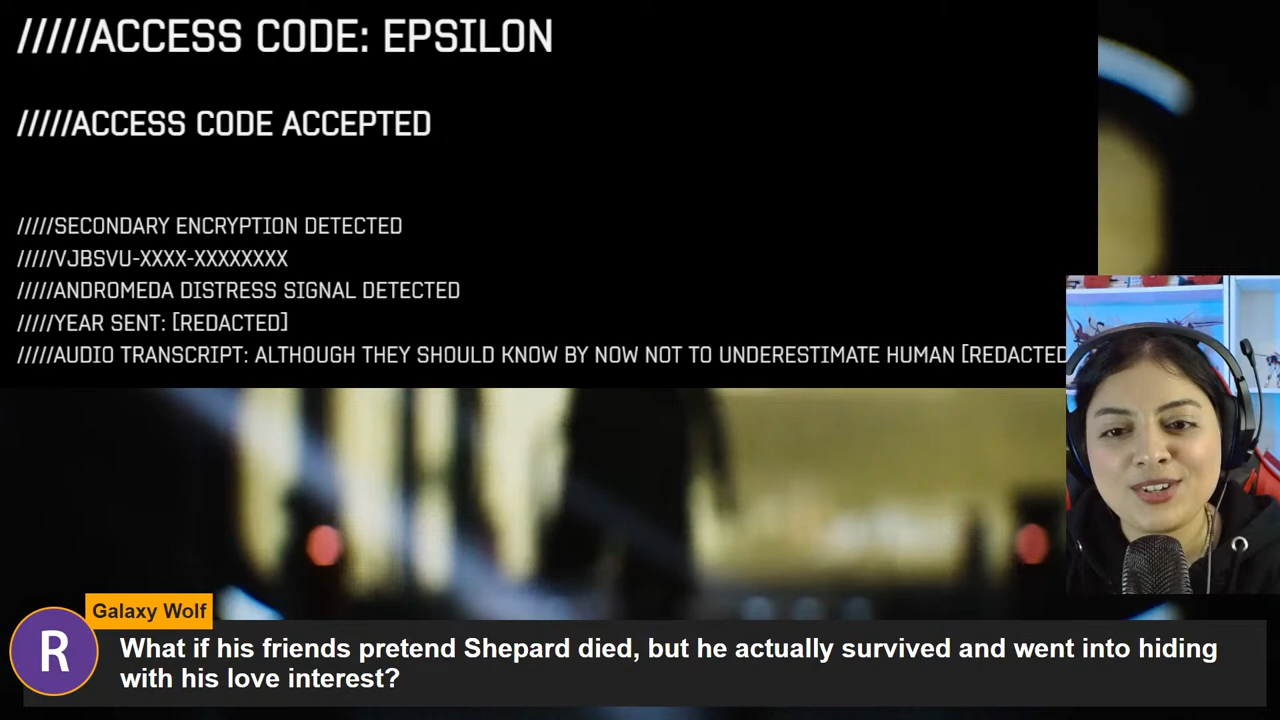 /////ACCESS CODE: EPSILON
/////ACCESS CODE ACCEPTED
/////SECONDARY ENCRYPTION DETECTED
/////VJBSVU-XXXX-XXXXXXXX
/////ANDROMEDA DISTRESS SIGNAL DETECTED
/////YEAR SENT: [REDACTED]
/////AUDIO TRANSCRIPT: ALTHOUGH THEY SHOULD KNOW BY NOW NOT TO UNDERESTIMATE HUMAN [REDACTED
Galaxy Wolf
R
What if his friends pretend Shepard died, but he actually survived and went into hiding
with his love interest?